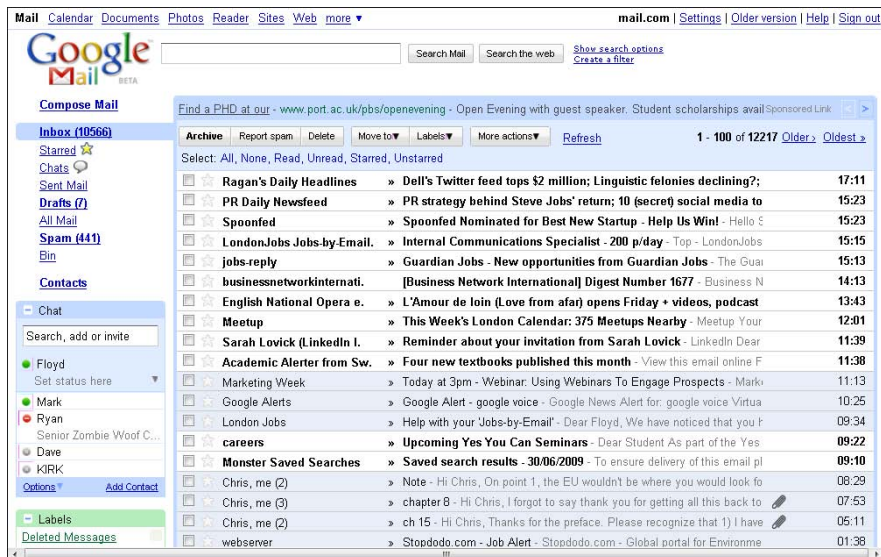 Mail Calendar Documents Photos Reader Sites Web more ▼ mail.com | Settings | Older version | Help | Sign out
Google Mail BETA
Search Mail Search the web Show search options
Create a filter
Compose Mail
Inbox (10566)
Starred
Chats
Sent Mail
Drafts (7)
All Mail
Spam (441)
Bin
Contacts
Chat
Search, add or invite
Floyd
Set status here
Mark
Ryan
Senior Zombie Woof C...
Dave
KIRK
Options Add Contact
Labels
Deleted Messages
Find a PHD at our - www.port.ac.uk/pbs/openevening - Open Evening with guest speaker. Student scholarships avail Sponsored Link < >
Archive Report spam Delete Move to▼ Labels▼ More actions▼ Refresh 1 - 100 of 12217 Older › Oldest »
Select: All, None, Read, Unread, Starred, Unstarred
Ragan's Daily Headlines » Dell's Twitter feed tops $2 million; Linguistic felonies declining?; 17:11
PR Daily Newsfeed » PR strategy behind Steve Jobs' return; 10 (secret) social media to 15:23
Spoonfed » Spoonfed Nominated for Best New Startup - Help Us Win! - Hello 15:23
LondonJobs Jobs-by-Email. » Internal Communications Specialist - 200 p/day - Top - LondonJobs 15:15
jobs-reply » Guardian Jobs - New opportunities from Guardian Jobs - The Guar 15:13
businessnetworkinternati. [Business Network International] Digest Number 1677 - Business N 14:13
English National Opera e. » L'Amour de loin (Love from afar) opens Friday + videos, podcast 13:43
Meetup » This Week's London Calendar: 375 Meetups Nearby - Meetup Your 12:01
Sarah Lovick (LinkedIn I. » Reminder about your invitation from Sarah Lovick - LinkedIn Dear 11:39
Academic Alerter from Sw. » Four new textbooks published this month - View this email online F 11:38
Marketing Week » Today at 3pm - Webinar: Using Webinars To Engage Prospects - Mark 11:13
Google Alerts » Google Alert - google voice - Google News Alert for: google voice Virtua 10:25
London Jobs » Help with your 'Jobs-by-Email' - Dear Floyd, We have noticed that you h 09:34
careers » Upcoming Yes You Can Seminars - Dear Student As part of the Yes 09:22
Monster Saved Searches » Saved search results - 30/06/2009 - To ensure delivery of this email pl 09:10
Chris, me (2) » Note - Hi Chris, On point 1, the EU wouldn't be where you would look fo 08:29
Chris, me (3) » chapter 8 - Hi Chris, I forgot to say thank you for getting all this back to 07:53
Chris, me (2) » ch 15 - Hi Chris, Thanks for the preface. Please recognize that 1) I have 05:11
webserver » Stopdodo.com - Job Alert - Stopdodo.com - Global portal for Environme 01:38